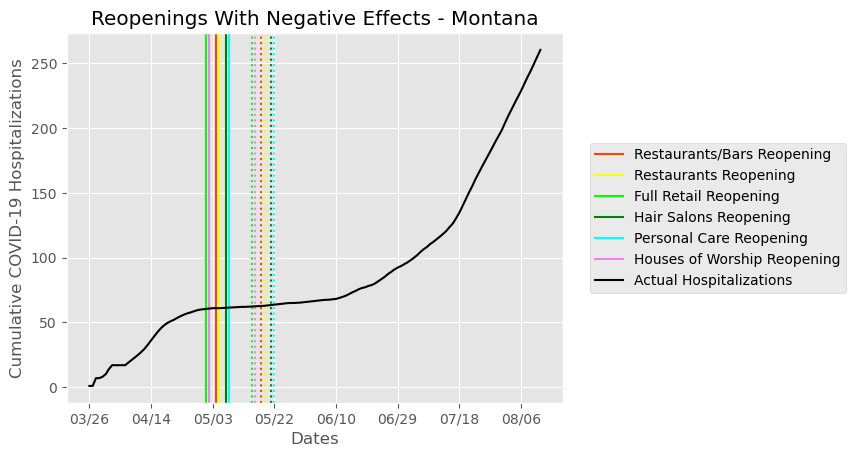 Reopenings With Negative Effects - Montana
Cumulative COVID-19 Hospitalizations
250
200
150
100
50
0
03/26 04/14 05/03 05/22 06/10 06/29 07/18 08/06
Dates
Restaurants/Bars Reopening
Restaurants Reopening
Full Retail Reopening
Hair Salons Reopening
Personal Care Reopening
Houses of Worship Reopening
Actual Hospitalizations